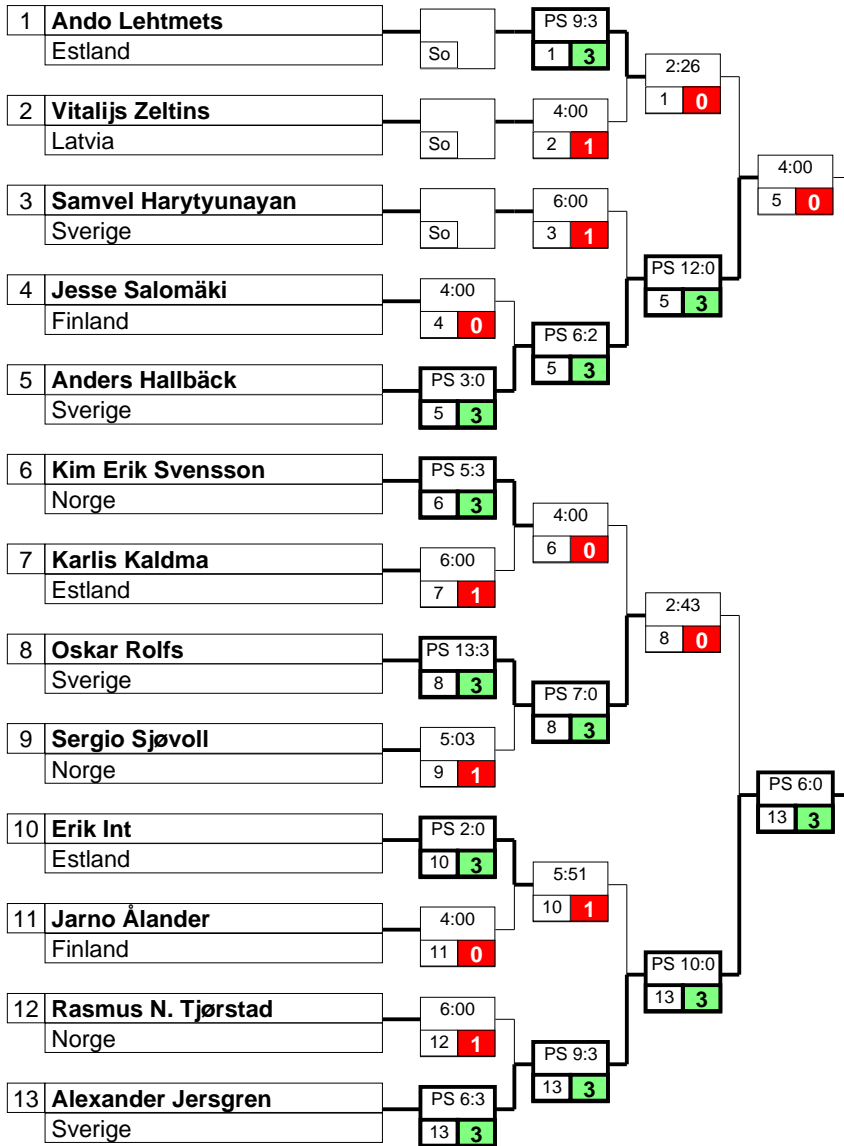 1 Ando Lehtmets
Estland
So
PS 9:3
1 3
2:26
1 0
2 Vitalijs Zeltins
Latvia
So
4:00
2 1
4:00
5 0
3 Samvel Harytyunayan
Sverige
So
6:00
3 1
PS 12:0
5 3
4 Jesse Salomäki
Finland
4:00
4 0
PS 6:2
5 3
5 Anders Hallbäck
Sverige
PS 3:0
5 3
6 Kim Erik Svensson
Norge
PS 5:3
6 3
4:00
6 0
7 Karlis Kaldma
Estland
6:00
7 1
2:43
8 0
8 Oskar Rolfs
Sverige
PS 13:3
8 3
PS 7:0
8 3
9 Sergio Sjøvoll
Norge
5:03
9 1
PS 6:0
13 3
10 Erik Int
Estland
PS 2:0
10 3
5:51
10 1
11 Jarno Ålander
Finland
4:00
11 0
PS 10:0
13 3
12 Rasmus N. Tjørstad
Norge
6:00
12 1
PS 9:3
13 3
13 Alexander Jersgren
Sverige
PS 6:3
13 3